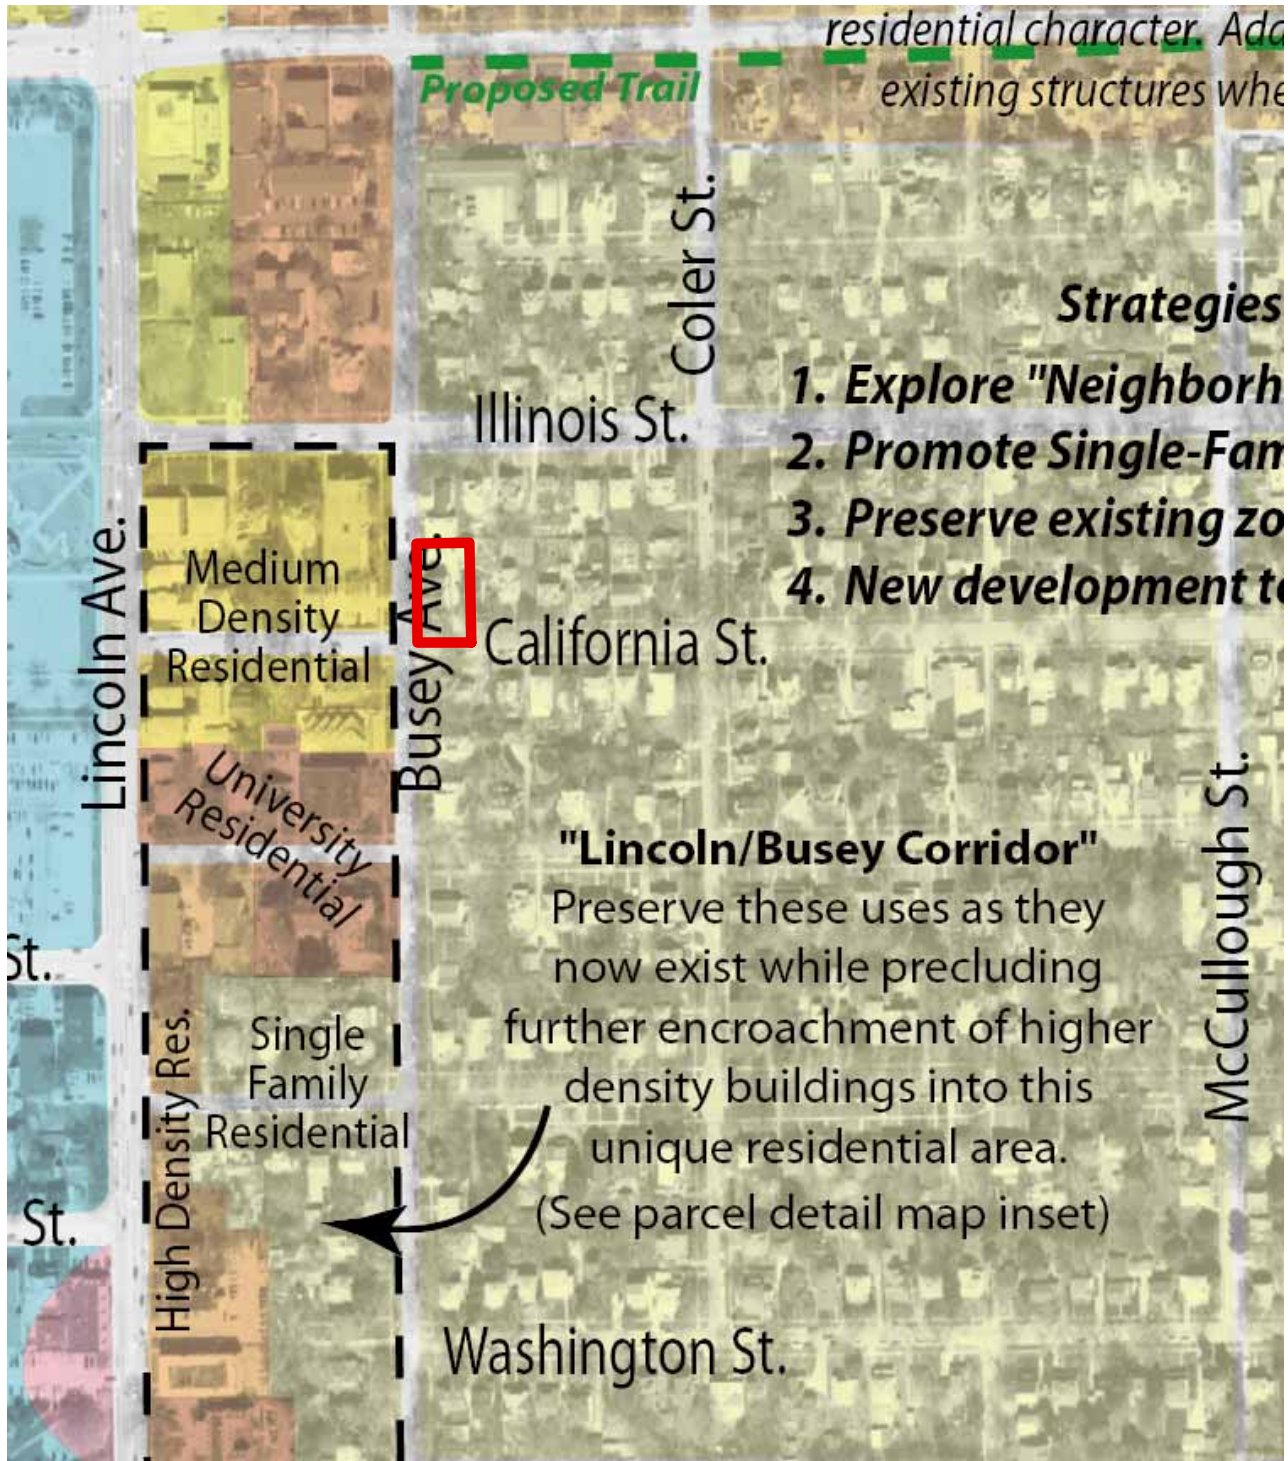 residential character. Add
existing structures whe
Proposed Trail
Coler St.
Strategies
1. Explore "Neighborh
2. Promote Single-Fam
3. Preserve existing zo
4. New development to
Illinois St.
Lincoln Ave.
Medium
Density
Residential
Busey Ave.
California St.
University
Residential
McCullough St.
"Lincoln/Busey Corridor"
Preserve these uses as they
now exist while precluding
further encroachment of higher
density buildings into this
unique residential area.
(See parcel detail map inset)
St.
Single
Family
Residential
High Density Res.
St.
Washington St.